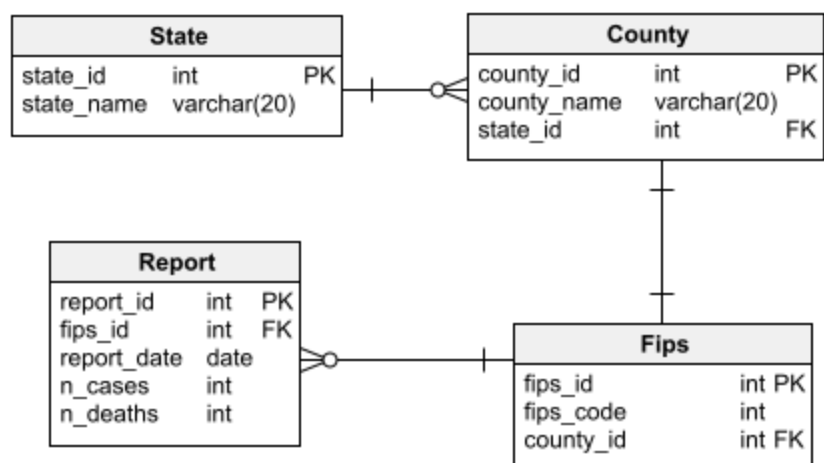 State
state_id int PK
state_name varchar(20)
County
county_id int PK
county_name varchar(20)
state_id int FK
Report
report_id int PK
fips_id int FK
report_date date
n_cases int
n_deaths int
Fips
fips_id int PK
fips_code int
county_id int FK